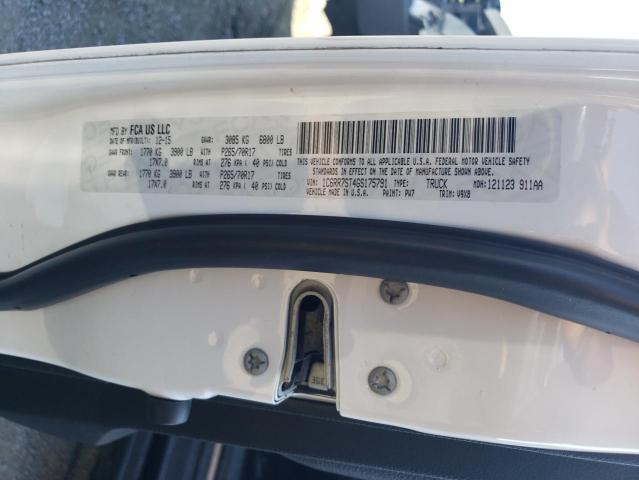 MFD BY FCA US LLC
DATE OF MFR(BUILT): 12-15 GVWR: 3085 KG 6800 LB
GAWR FRONT: 1770 KG 3900 LB P265/70R17 TIRES
17X7.0 RIMS AT 276 KPA( 40 PSI) COLD
GAWR REAR: 1770 KG 3900 LB P265/70R17 TIRES
17X7.0 RIMS AT 276 KPA( 40 PSI) COLD
THIS VEHICLE CONFORMS TO ALL APPLICABLE U.S.A. FEDERAL MOTOR VEHICLE SAFETY
STANDARDS IN EFFECT ON THE DATE OF MANUFACTURE SHOWN ABOVE.
VIN: 1C6RR7ST4GS175791 TYPE: TRUCK MDH: 121123 911AA
VEHICLE MADE IN U.S.A. PAINT: PW7 TRIM: V9X8